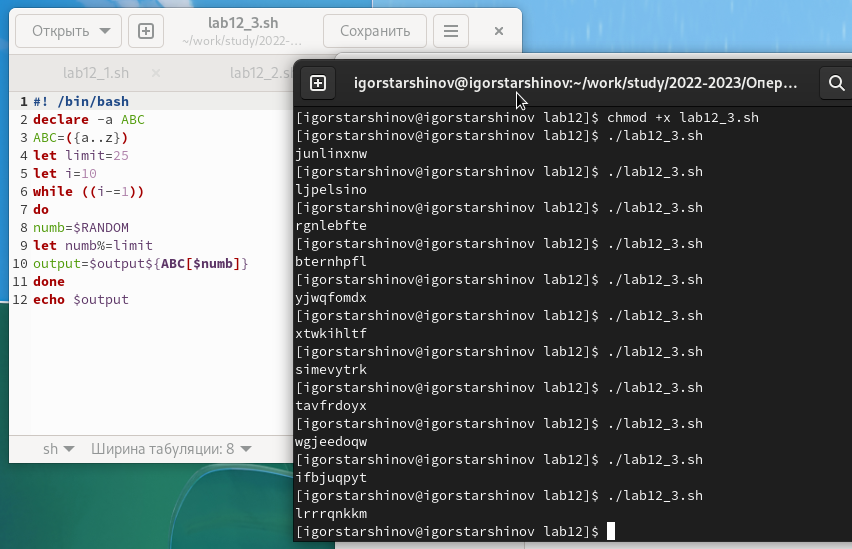 Открыть
lab12_3.sh
~/work/study/2022-...
Сохранить
lab12_1.sh
lab12_2.sh
1 #! /bin/bash
2 declare -a ABC
3 ABC=({a..z})
4 let limit=25
5 let i=10
6 while ((i-=1))
7 do
8 numb=$RANDOM
9 let numb%=limit
10 output=$output${ABC[$numb]}
11 done
12 echo $output
sh
Ширина табуляции: 8
igorstarshinov@igorstarshinov:~/work/study/2022-2023/Опер...
[igorstarshinov@igorstarshinov lab12]$ chmod +x lab12_3.sh
[igorstarshinov@igorstarshinov lab12]$ ./lab12_3.sh
junlinxnw
[igorstarshinov@igorstarshinov lab12]$ ./lab12_3.sh
ljpelsino
[igorstarshinov@igorstarshinov lab12]$ ./lab12_3.sh
rgnlebfte
[igorstarshinov@igorstarshinov lab12]$ ./lab12_3.sh
bternhpfl
[igorstarshinov@igorstarshinov lab12]$ ./lab12_3.sh
yjwqfomdx
[igorstarshinov@igorstarshinov lab12]$ ./lab12_3.sh
xtwkihltf
[igorstarshinov@igorstarshinov lab12]$ ./lab12_3.sh
simevytrk
[igorstarshinov@igorstarshinov lab12]$ ./lab12_3.sh
tavfrdoyx
[igorstarshinov@igorstarshinov lab12]$ ./lab12_3.sh
wgjeedoqw
[igorstarshinov@igorstarshinov lab12]$ ./lab12_3.sh
ifbjuqpyt
[igorstarshinov@igorstarshinov lab12]$ ./lab12_3.sh
lrrrqnkkm
[igorstarshinov@igorstarshinov lab12]$